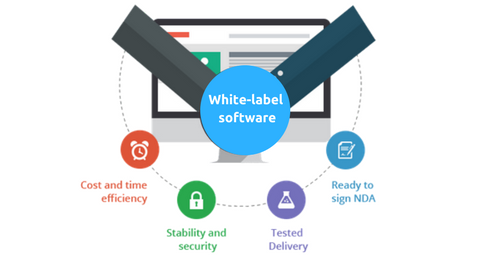 White-label
software
Cost and time
efficiency
Stability and
security
Tested
Delivery
Ready to
sign NDA